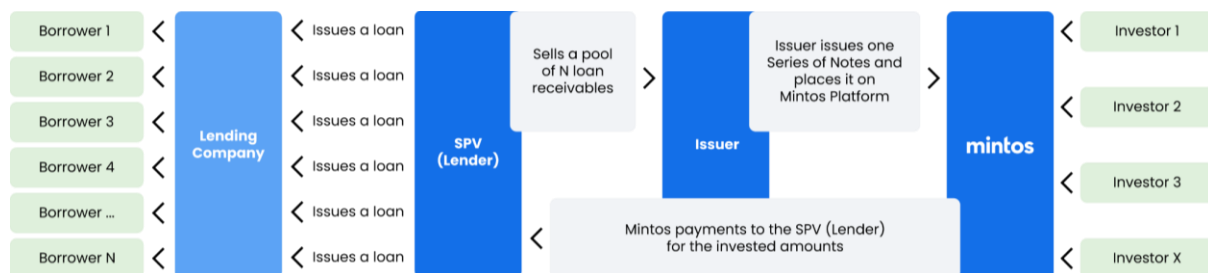 Borrower 1
Borrower 2
Borrower 3
Borrower 4
Borrower ...
Borrower N
Lending
Company
Issues a loan
Issues a loan
Issues a loan
Issues a loan
Issues a loan
Issues a loan
SPV
(Lender)
Sells a pool
of N loan
receivables
Issuer
Issuer issues one
Series of Notes and
places it on
Mintos Platform
Mintos payments to the SPV (Lender)
for the invested amounts
mintos
Investor 1
Investor 2
Investor 3
Investor X